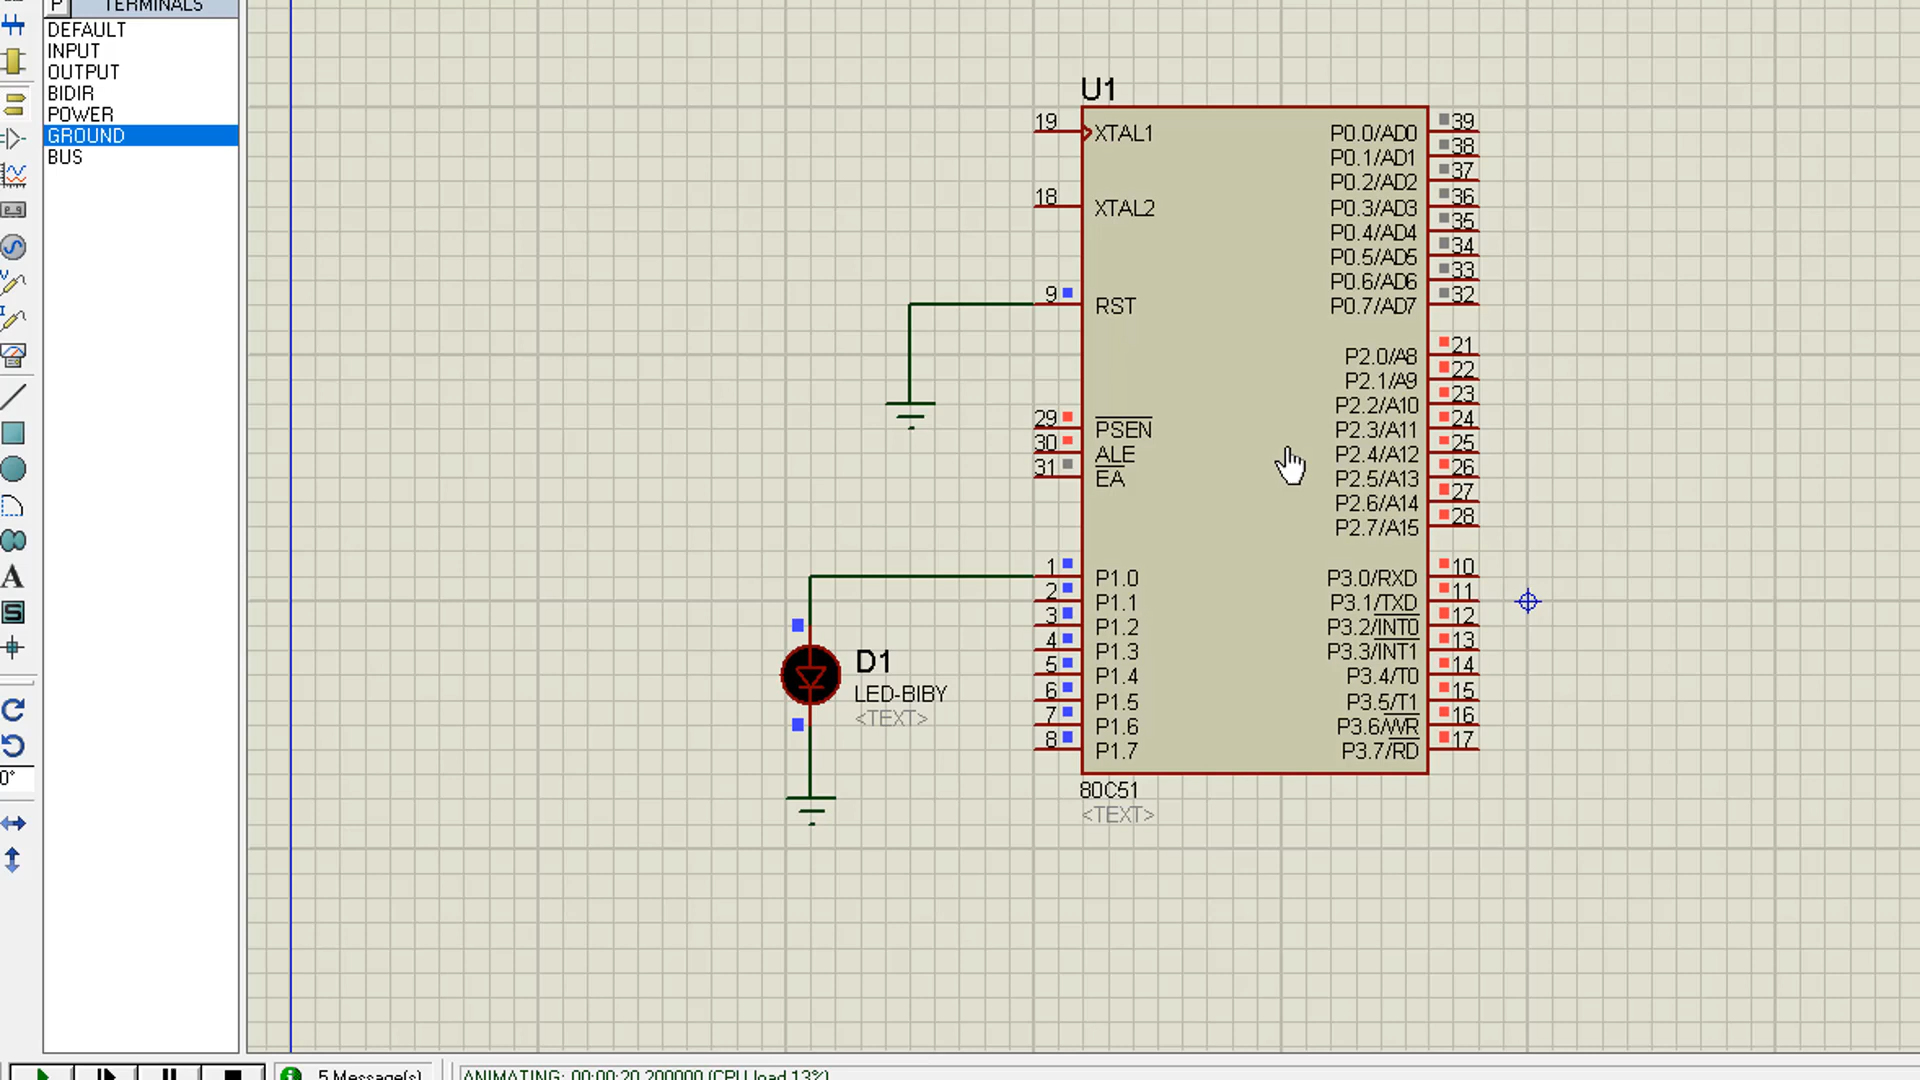 P TERMINALS
DEFAULT
INPUT
OUTPUT
BIDIR
POWER
GROUND
BUS
0°
U1
19 XTAL1
18 XTAL2
9 RST
29 PSEN
30 ALE
31 EA
1 P1.0
2 P1.1
3 P1.2
4 P1.3
5 P1.4
6 P1.5
7 P1.6
8 P1.7
P0.0/AD0 39
P0.1/AD1 38
P0.2/AD2 37
P0.3/AD3 36
P0.4/AD4 35
P0.5/AD5 34
P0.6/AD6 33
P0.7/AD7 32
P2.0/A8 21
P2.1/A9 22
P2.2/A10 23
P2.3/A11 24
P2.4/A12 25
P2.5/A13 26
P2.6/A14 27
P2.7/A15 28
P3.0/RXD 10
P3.1/TXD 11
P3.2/INT0 12
P3.3/INT1 13
P3.4/T0 14
P3.5/T1 15
P3.6/WR 16
P3.7/RD 17
80C51
<TEXT>
D1
LED-BIBY
<TEXT>
5 Message(s)
ANIMATING: 00:00:20.200000 (CPU load 13%)